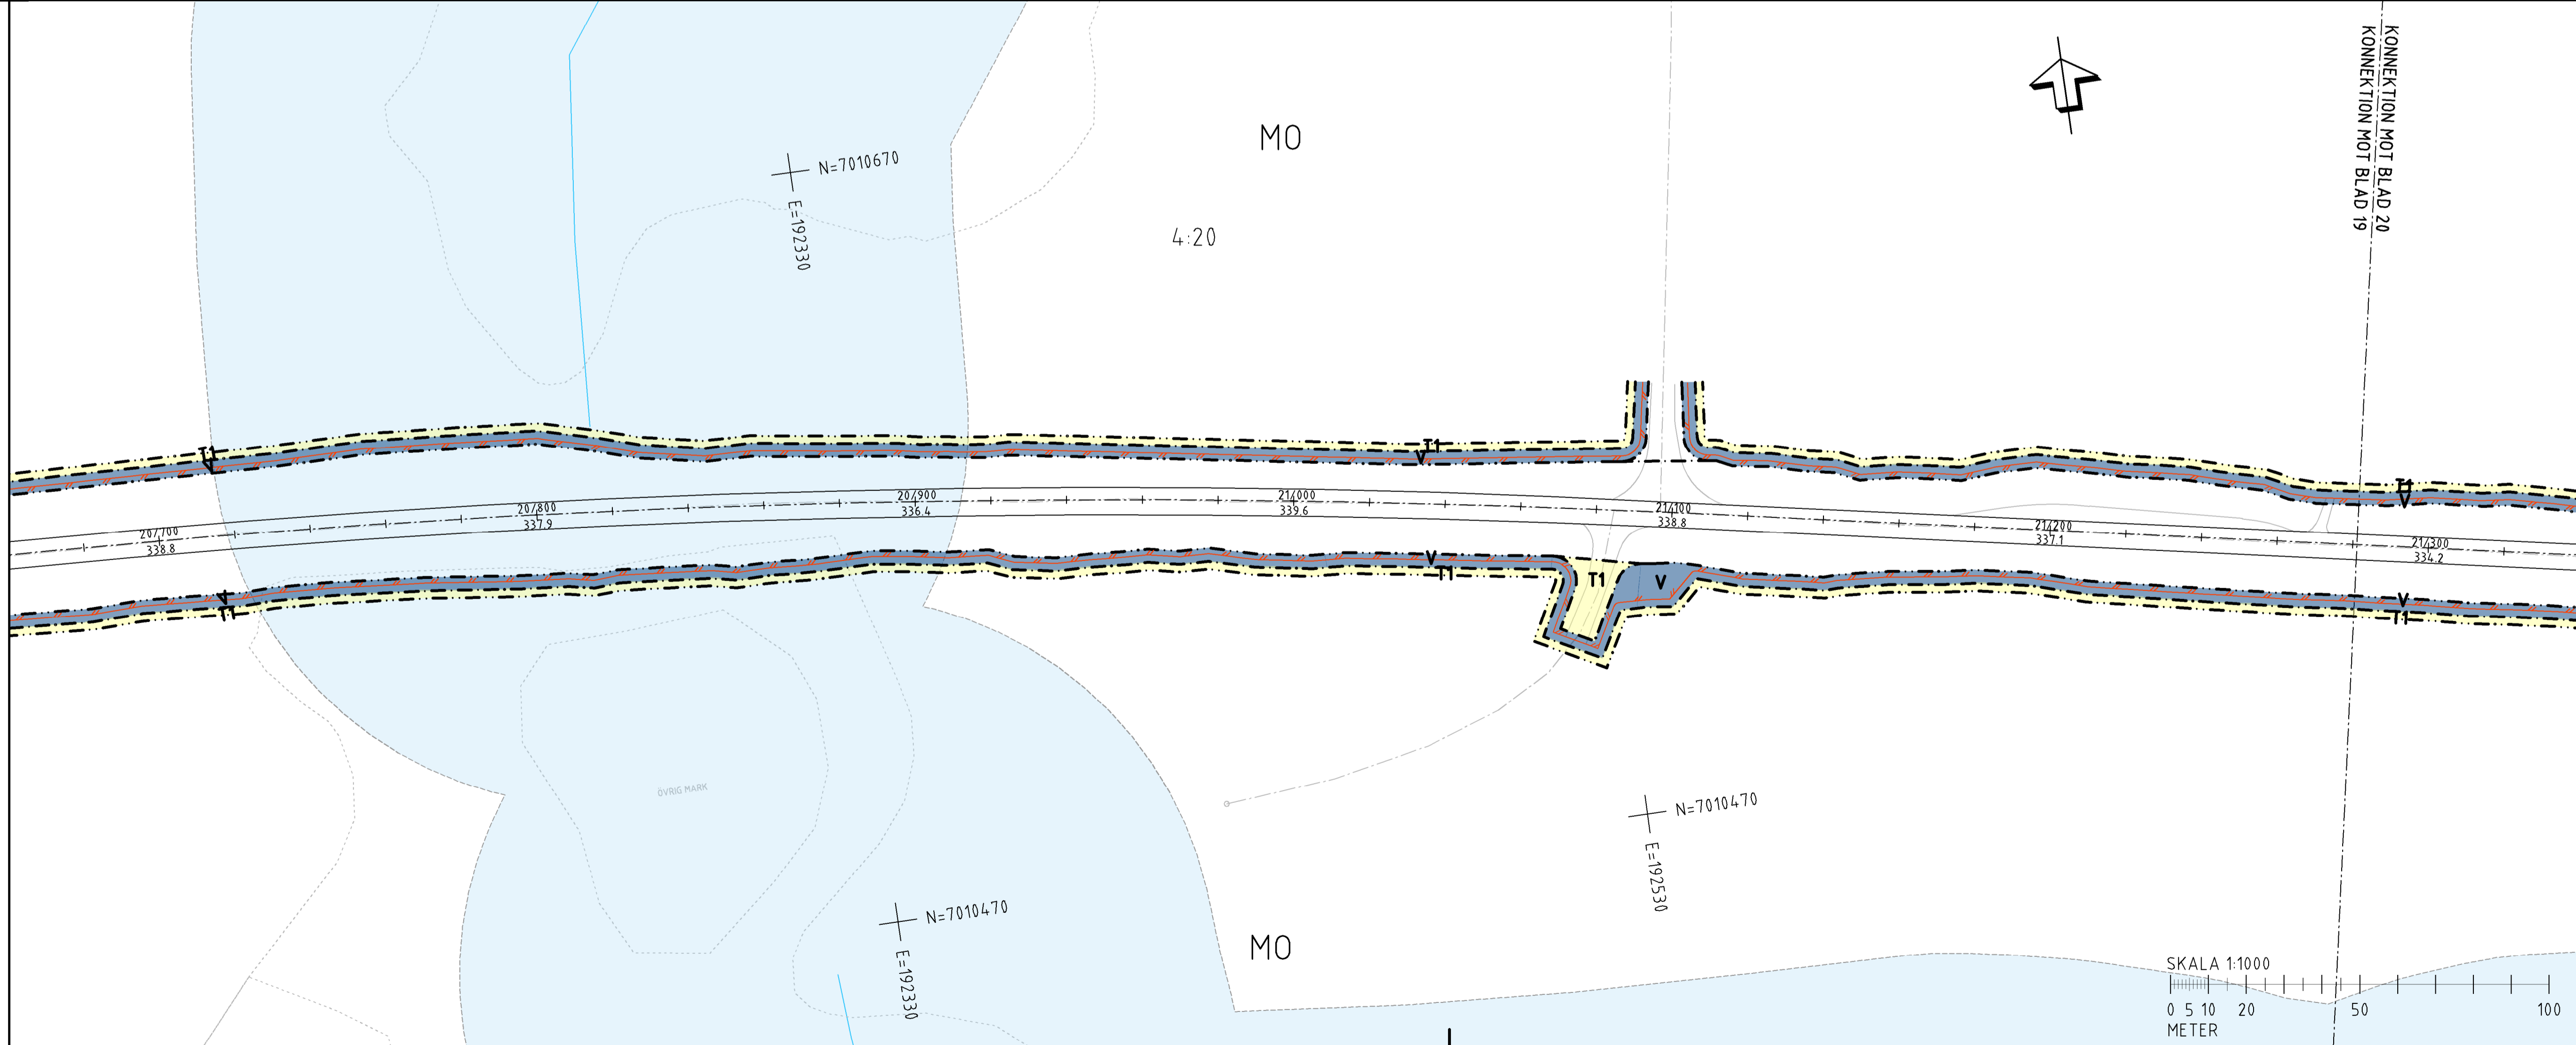 KONNEKTION MOT BLAD 20
KONNEKTION MOT BLAD 19
MO
N=7010670
E=192330
4:20
T1
V
T1
V
T1
V
20/700
338.8
20/800
337.9
20/900
336.4
21/000
339.6
21/100
338.8
21/200
337.1
21/300
334.2
V
T1
V
T1
T1
V
V
T1
ÖVRIG MARK
N=7010470
E=192530
N=7010470
E=192330
MO
SKALA 1:1000
0 5 10 20 50 100
METER